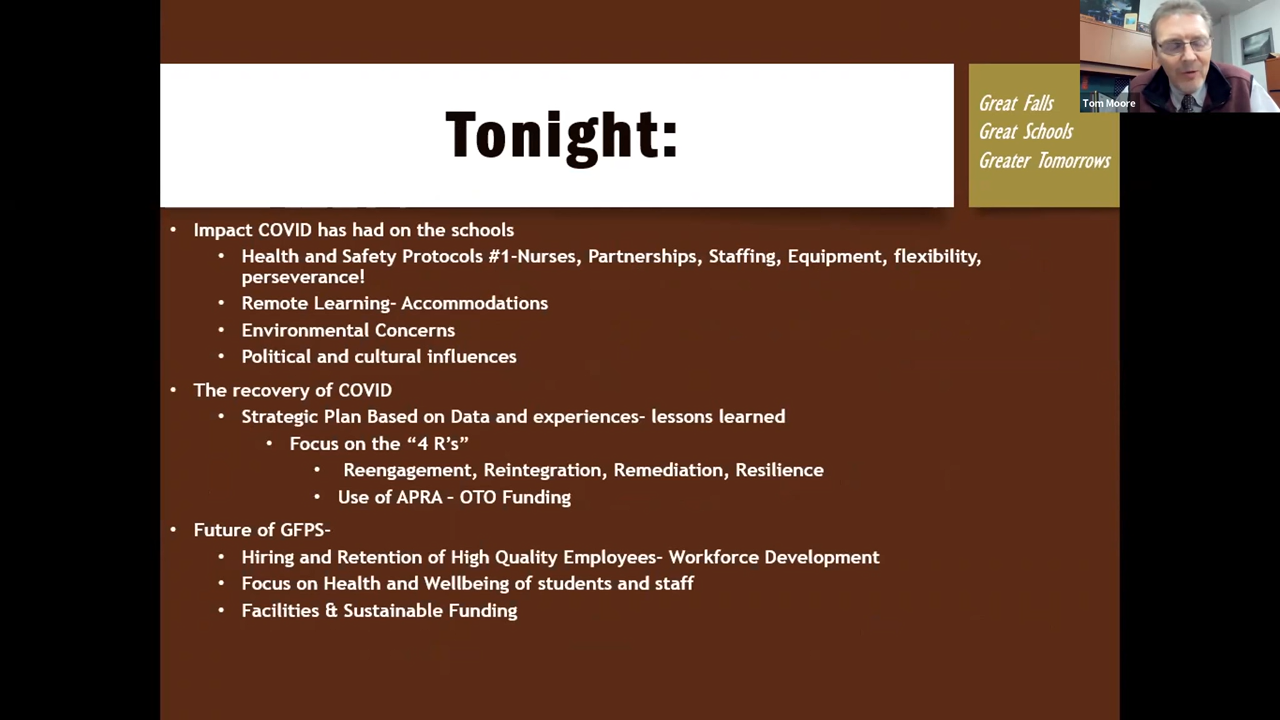 Tonight:
Great Falls
Great Schools
Greater Tomorrows
Tom Moore
• Impact COVID has had on the schools
• Health and Safety Protocols #1-Nurses, Partnerships, Staffing, Equipment, flexibility,
perseverance!
• Remote Learning- Accommodations
• Environmental Concerns
• Political and cultural influences
• The recovery of COVID
• Strategic Plan Based on Data and experiences- lessons learned
• Focus on the “4 R’s”
• Reengagement, Reintegration, Remediation, Resilience
• Use of APRA – OTO Funding
• Future of GFPS-
• Hiring and Retention of High Quality Employees- Workforce Development
• Focus on Health and Wellbeing of students and staff
• Facilities & Sustainable Funding